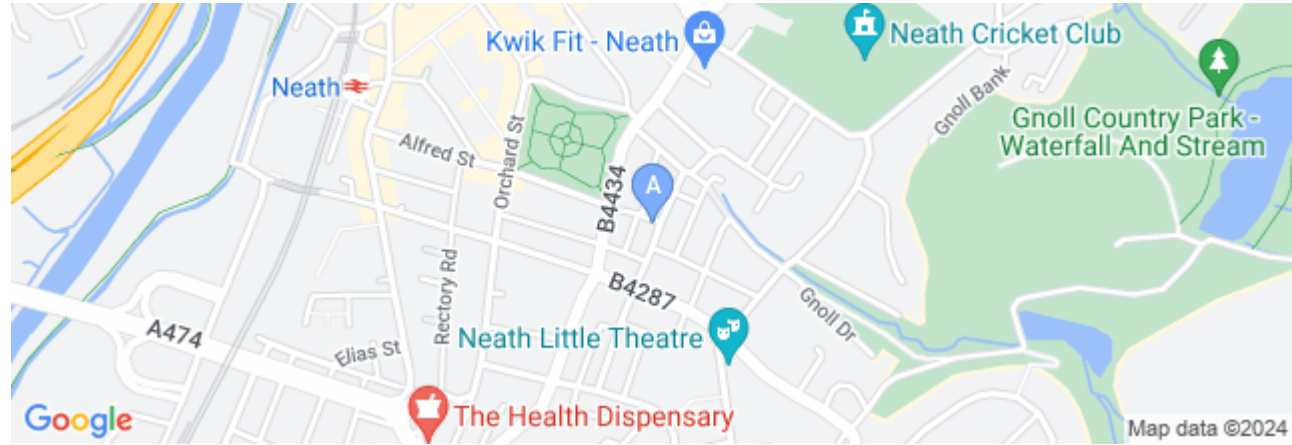 Kwik Fit - Neath
Neath Cricket Club
Neath
Gnoll Bank
Gnoll Country Park -
Waterfall And Stream
Alfred St
Orchard St
A
B4434
Rectory Rd
B4287
Gnoll Dr
A474
Elias St
Neath Little Theatre
The Health Dispensary
Google
Map data ©2024